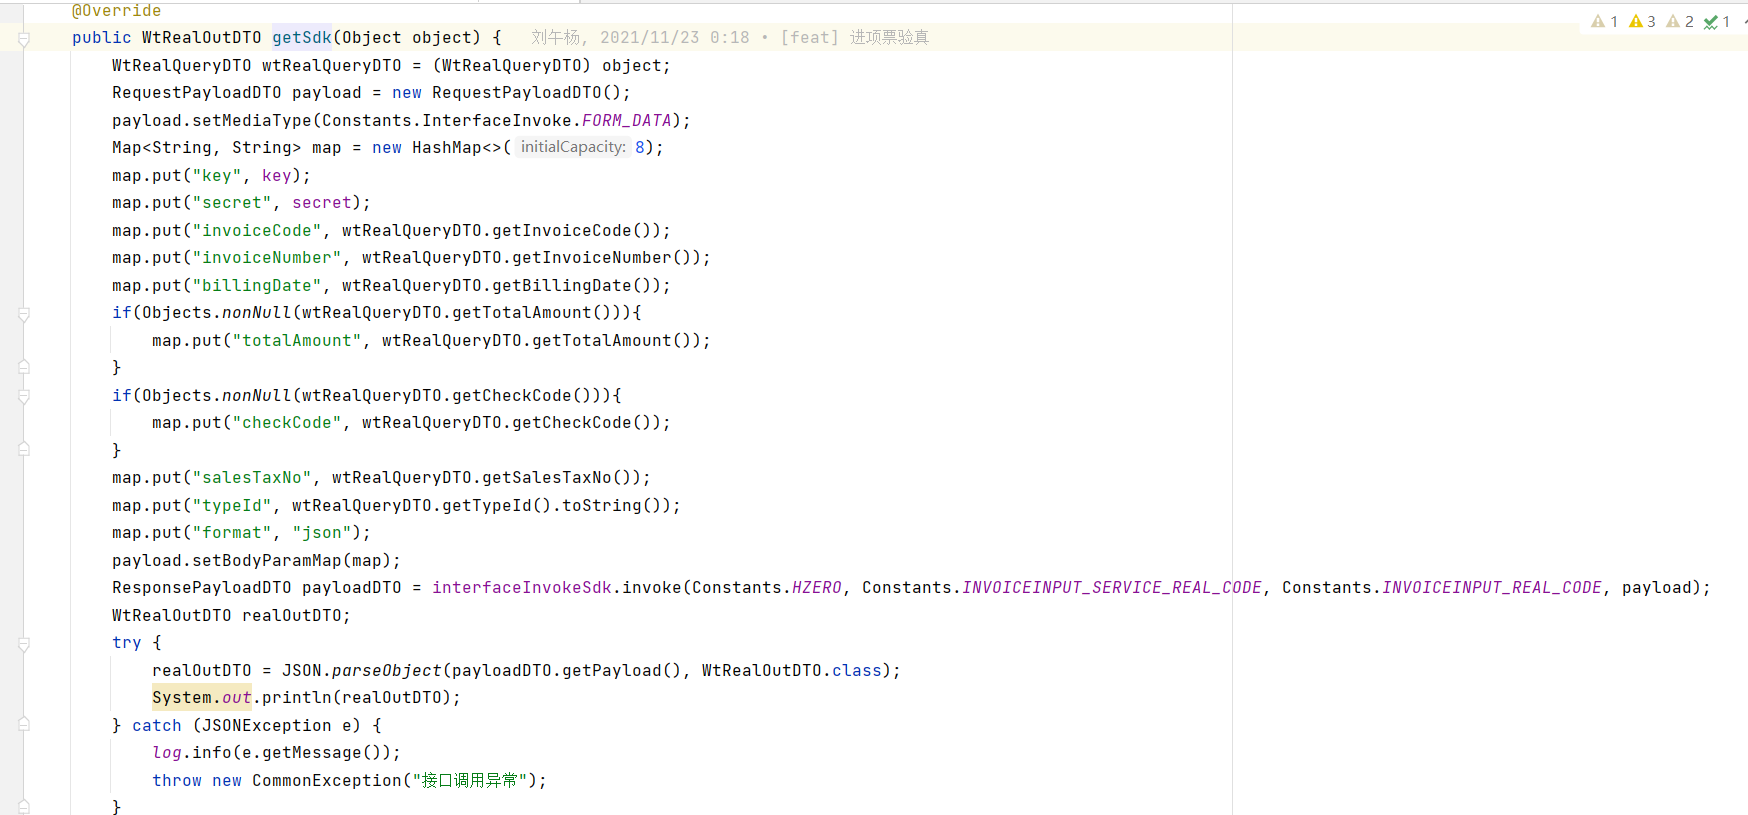 @Override
public WtRealOutDTO getSdk(Object object) { 刘午杨, 2021/11/23 0:18 • [feat] 进项票验真
1 3 2 1
WtRealQueryDTO wtRealQueryDTO = (WtRealQueryDTO) object;
RequestPayloadDTO payload = new RequestPayloadDTO();
payload.setMediaType(Constants.InterfaceInvoke.FORM_DATA);
Map<String, String> map = new HashMap<>( initialCapacity: 8);
map.put("key", key);
map.put("secret", secret);
map.put("invoiceCode", wtRealQueryDTO.getInvoiceCode());
map.put("invoiceNumber", wtRealQueryDTO.getInvoiceNumber());
map.put("billingDate", wtRealQueryDTO.getBillingDate());
if(Objects.nonNull(wtRealQueryDTO.getTotalAmount())){
map.put("totalAmount", wtRealQueryDTO.getTotalAmount());
}
if(Objects.nonNull(wtRealQueryDTO.getCheckCode())){
map.put("checkCode", wtRealQueryDTO.getCheckCode());
}
map.put("salesTaxNo", wtRealQueryDTO.getSalesTaxNo());
map.put("typeId", wtRealQueryDTO.getTypeId().toString());
map.put("format", "json");
payload.setBodyParamMap(map);
ResponsePayloadDTO payloadDTO = interfaceInvokeSdk.invoke(Constants.HZERO, Constants.INVOICEINPUT_SERVICE_REAL_CODE, Constants.INVOICEINPUT_REAL_CODE, payload);
WtRealOutDTO realOutDTO;
try {
realOutDTO = JSON.parseObject(payloadDTO.getPayload(), WtRealOutDTO.class);
System.out.println(realOutDTO);
} catch (JSONException e) {
log.info(e.getMessage());
throw new CommonException("接口调用异常");
}